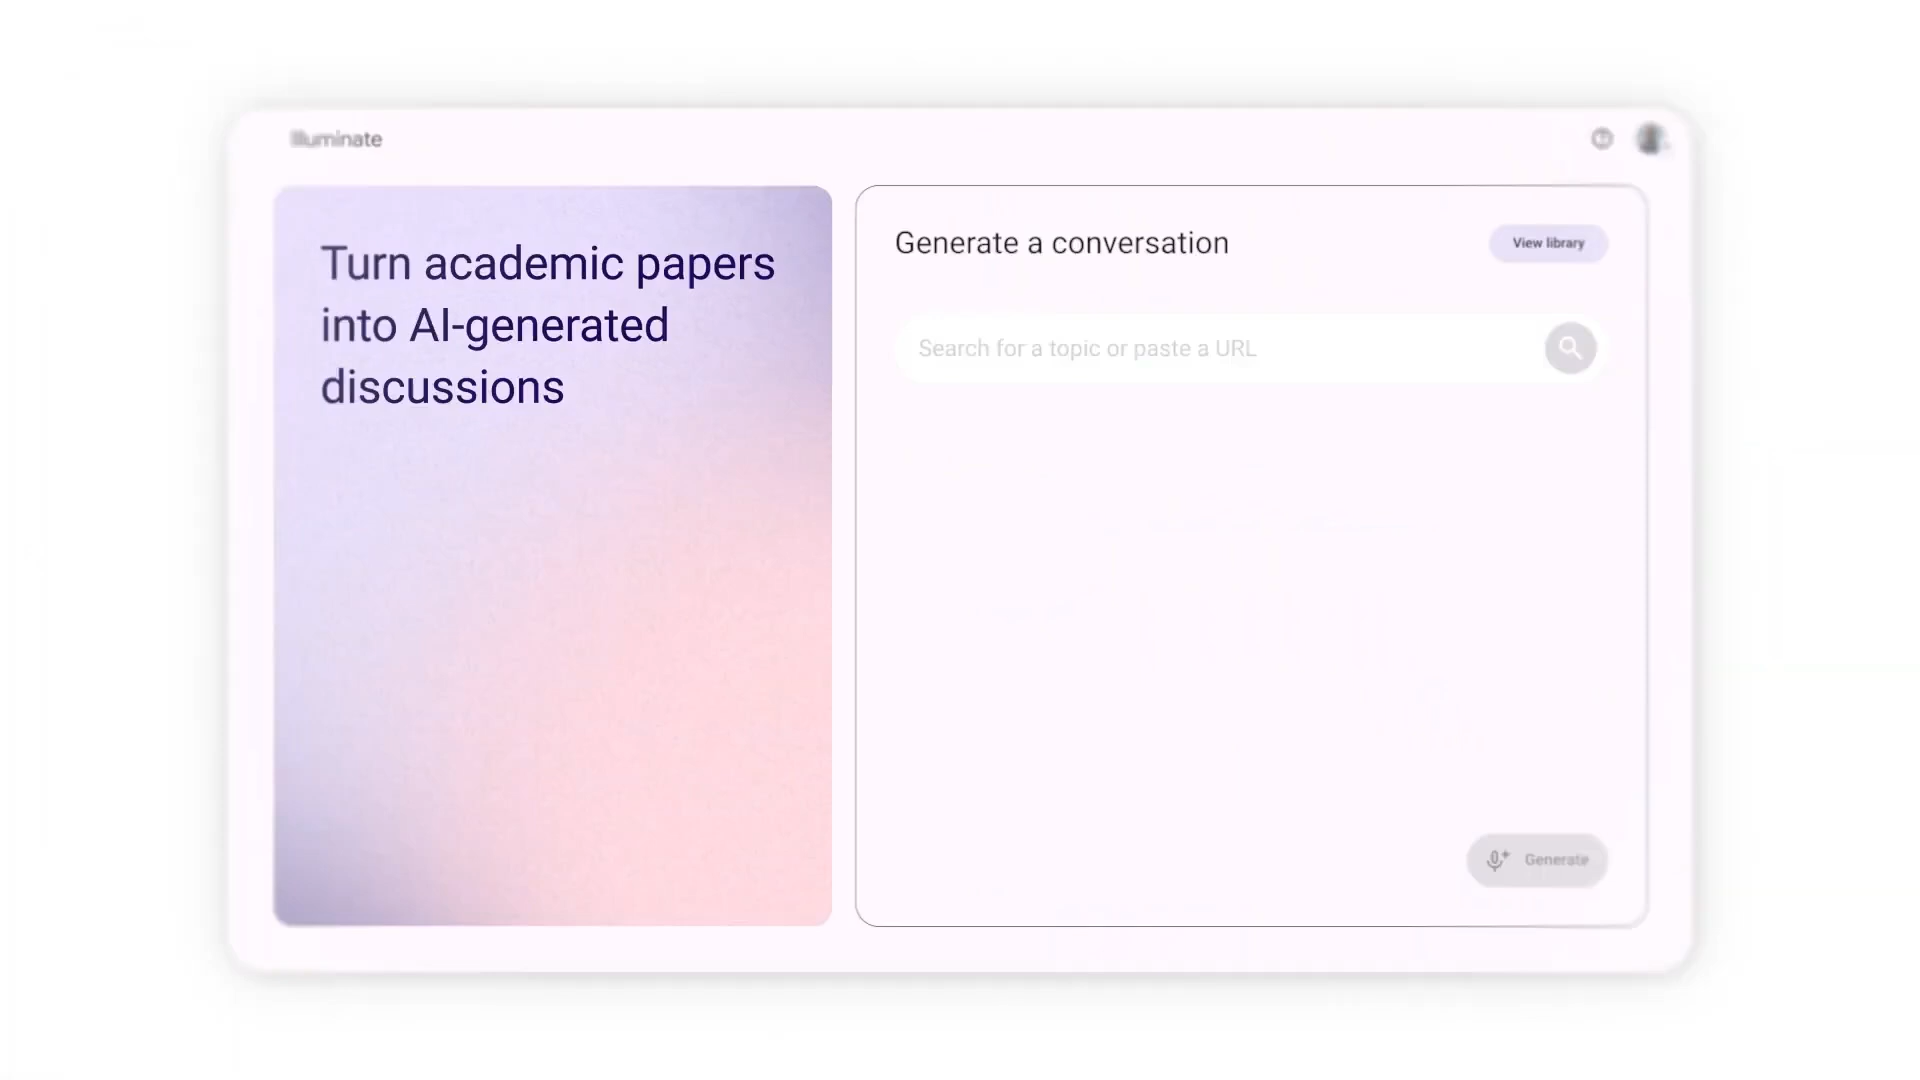 Illuminate
Turn academic papers
into AI-generated
discussions
Generate a conversation
View library
Search for a topic or paste a URL
Generate